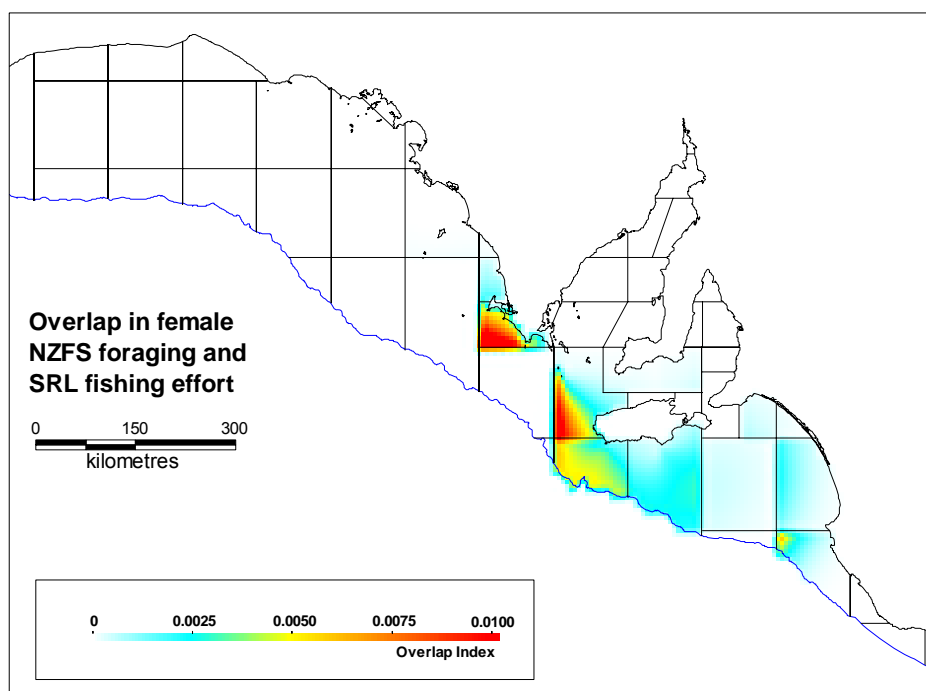 Overlap in female
NZFS foraging and
SRL fishing effort
0 150 300
kilometres
0 0.0025 0.0050 0.0075 0.0100
Overlap Index